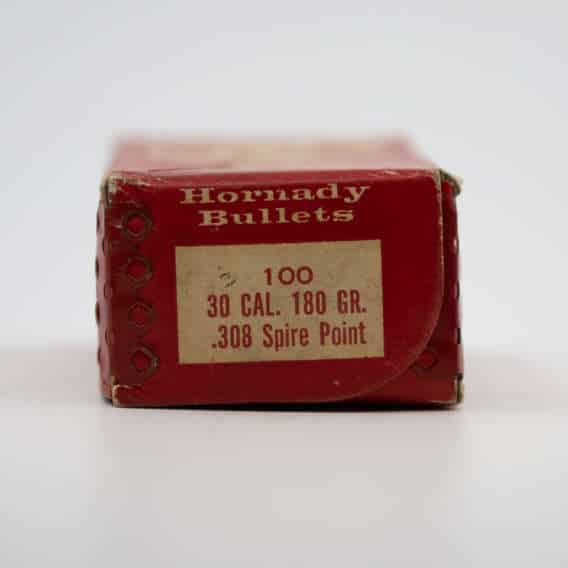 Hornady
Bullets
100
30 CAL. 180 GR.
.308 Spire Point